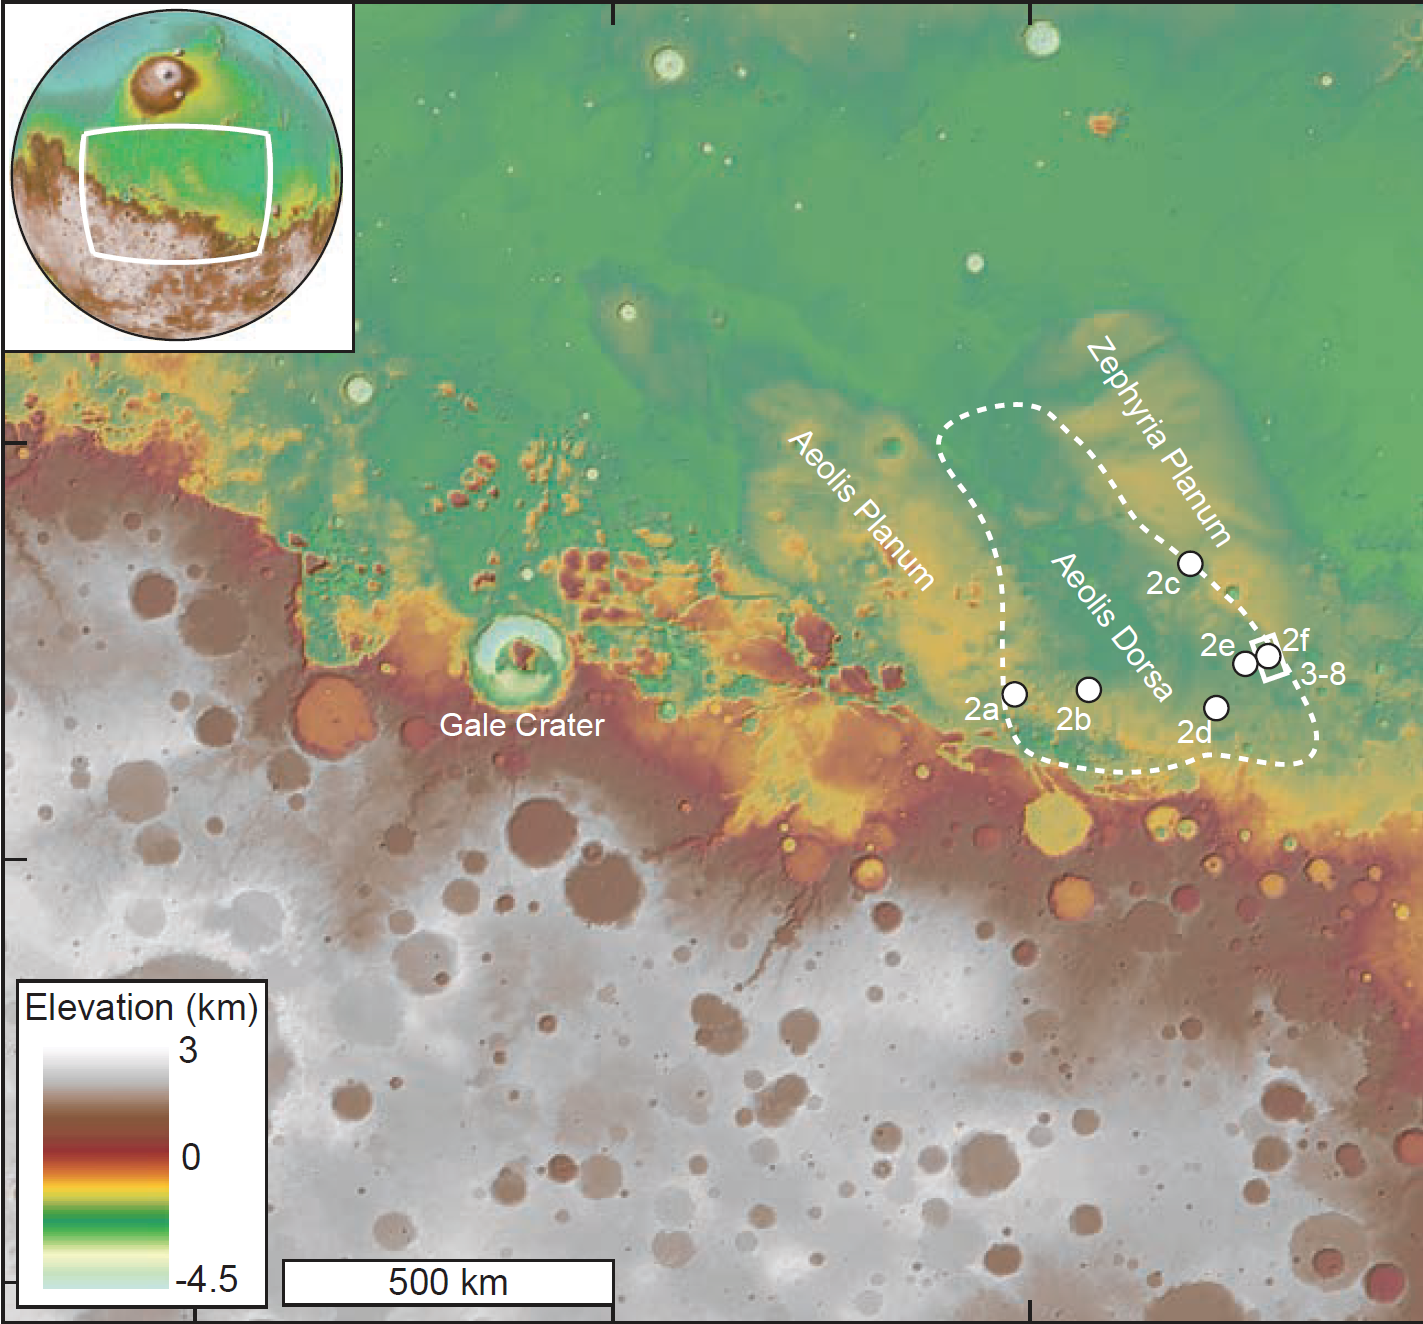 Zephyria Planum
Aeolis Planum
Aeolis Dorsa
2c
2e
2f
3-8
2a
2b
2d
Gale Crater
Elevation (km)
3
0
-4.5
500 km